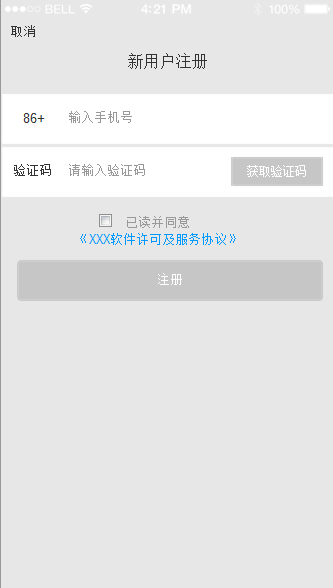 BELL 4:21 PM 100%
取消
新用户注册
86+ 输入手机号
验证码 请输入验证码 获取验证码
已读并同意
《XXX软件许可及服务协议》
注册